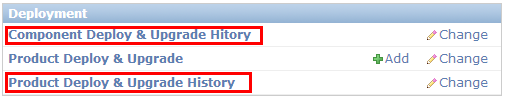 Deployment
Component Deploy & Upgrade Hitory Change
Product Deploy & Upgrade Add Change
Product Deploy & Upgrade History Change